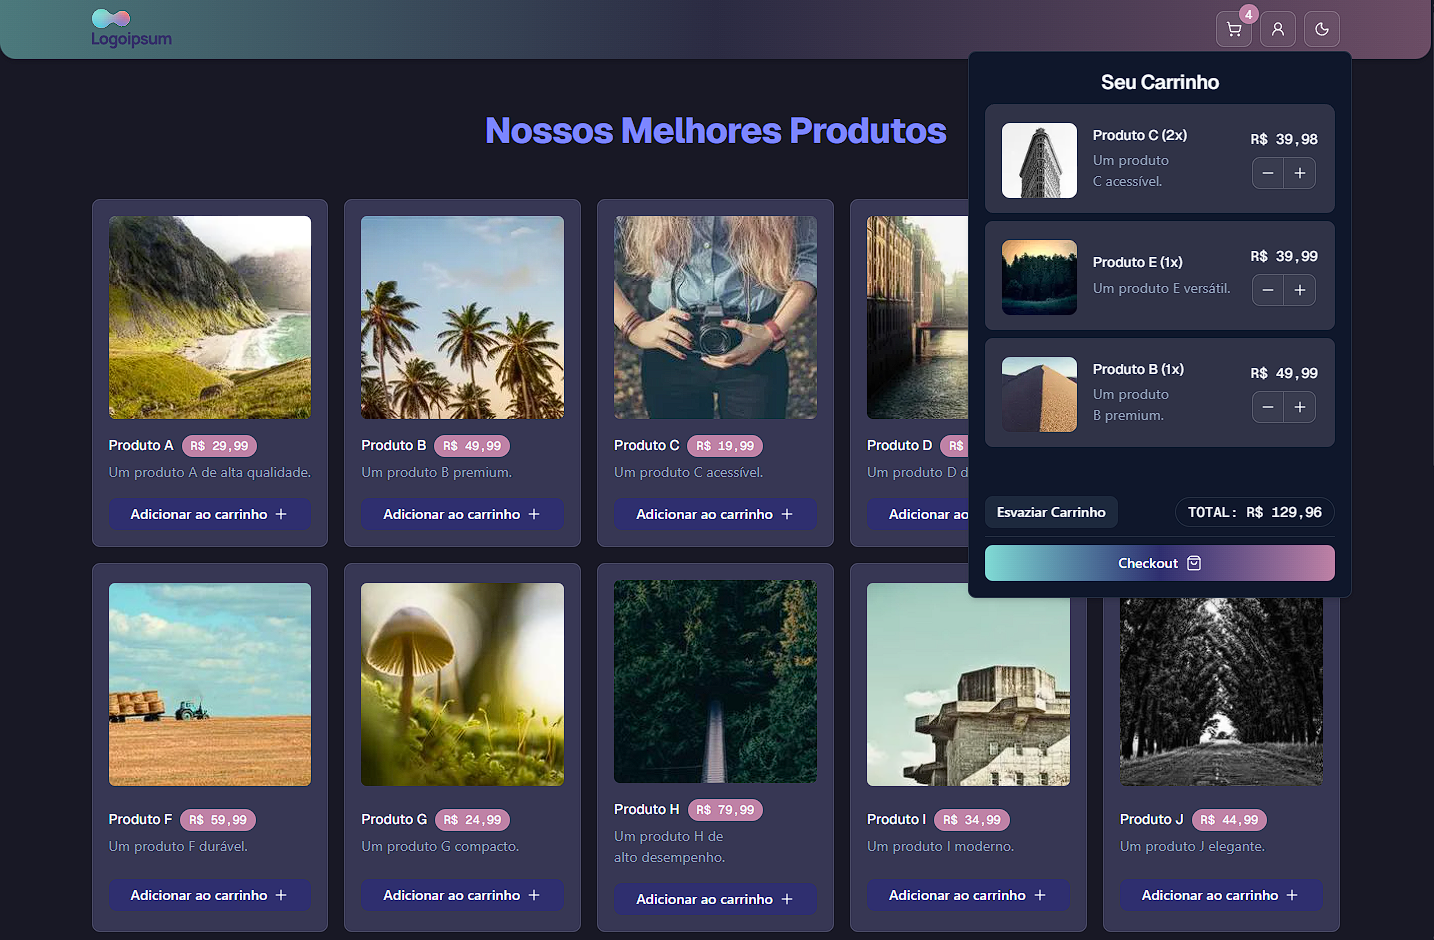 Logoipsum
4
Seu Carrinho
Produto C (2x)
R$ 39,98
Um produto
C acessível.
Produto E (1x)
R$ 39,99
Um produto E versátil.
Produto B (1x)
R$ 49,99
Um produto
B premium.
Esvaziar Carrinho
TOTAL: R$ 129,96
Checkout
Nossos Melhores Produtos
Produto A R$ 29,99
Um produto A de alta qualidade.
Adicionar ao carrinho
Produto B R$ 49,99
Um produto B premium.
Adicionar ao carrinho
Produto C R$ 19,99
Um produto C acessível.
Adicionar ao carrinho
Produto D R$
Um produto D d
Adicionar ao
Produto F R$ 59,99
Um produto F durável.
Adicionar ao carrinho
Produto G R$ 24,99
Um produto G compacto.
Adicionar ao carrinho
Produto H R$ 79,99
Um produto H de
alto desempenho.
Adicionar ao carrinho
Produto I R$ 34,99
Um produto I moderno.
Adicionar ao carrinho
Produto J R$ 44,99
Um produto J elegante.
Adicionar ao carrinho